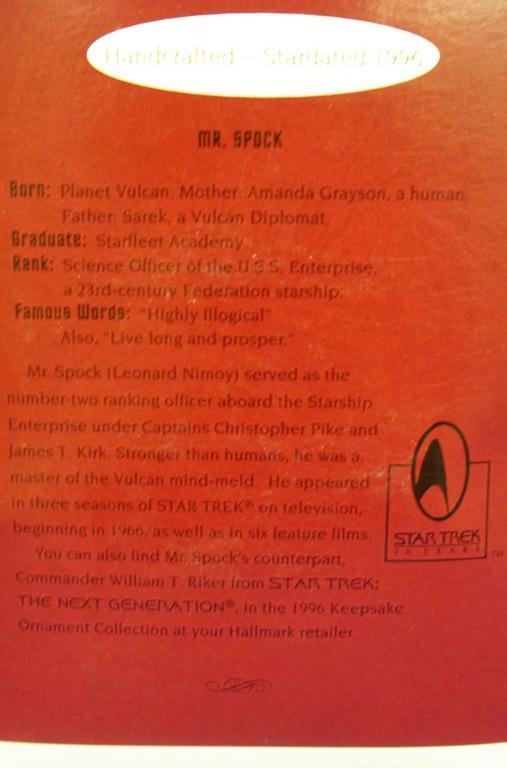 Handcrafted ~ Stardated 1996
MR. SPOCK
Born: Planet Vulcan. Mother: Amanda Grayson, a human.
Father: Sarek, a Vulcan Diplomat.
Graduate: Starfleet Academy.
Rank: Science Officer of the U.S.S. Enterprise,
a 23rd-century Federation starship.
Famous Words: "Highly Illogical"
Also, "Live long and prosper."
Mr. Spock (Leonard Nimoy) served as the
number-two ranking officer aboard the Starship
Enterprise under Captains Christopher Pike and
James T. Kirk. Stronger than humans, he was a
master of the Vulcan mind-meld. He appeared
in three seasons of STAR TREK® on television,
beginning in 1966, as well as in six feature films.
You can also find Mr. Spock's counterpart,
Commander William T. Riker from STAR TREK:
THE NEXT GENERATION®, in the 1996 Keepsake
Ornament Collection at your Hallmark retailer.
STAR TREK
30 YEARS ™